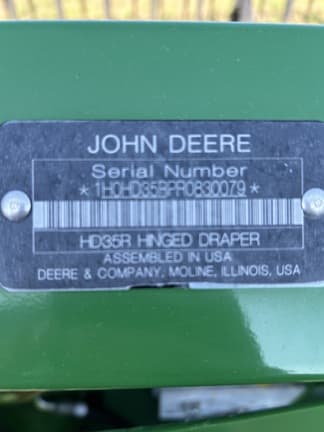 JOHN DEERE
Serial Number
*1H0HD35RPR0830079*
HD35R HINGED DRAPER
ASSEMBLED IN USA
DEERE & COMPANY, MOLINE, ILLINOIS, USA